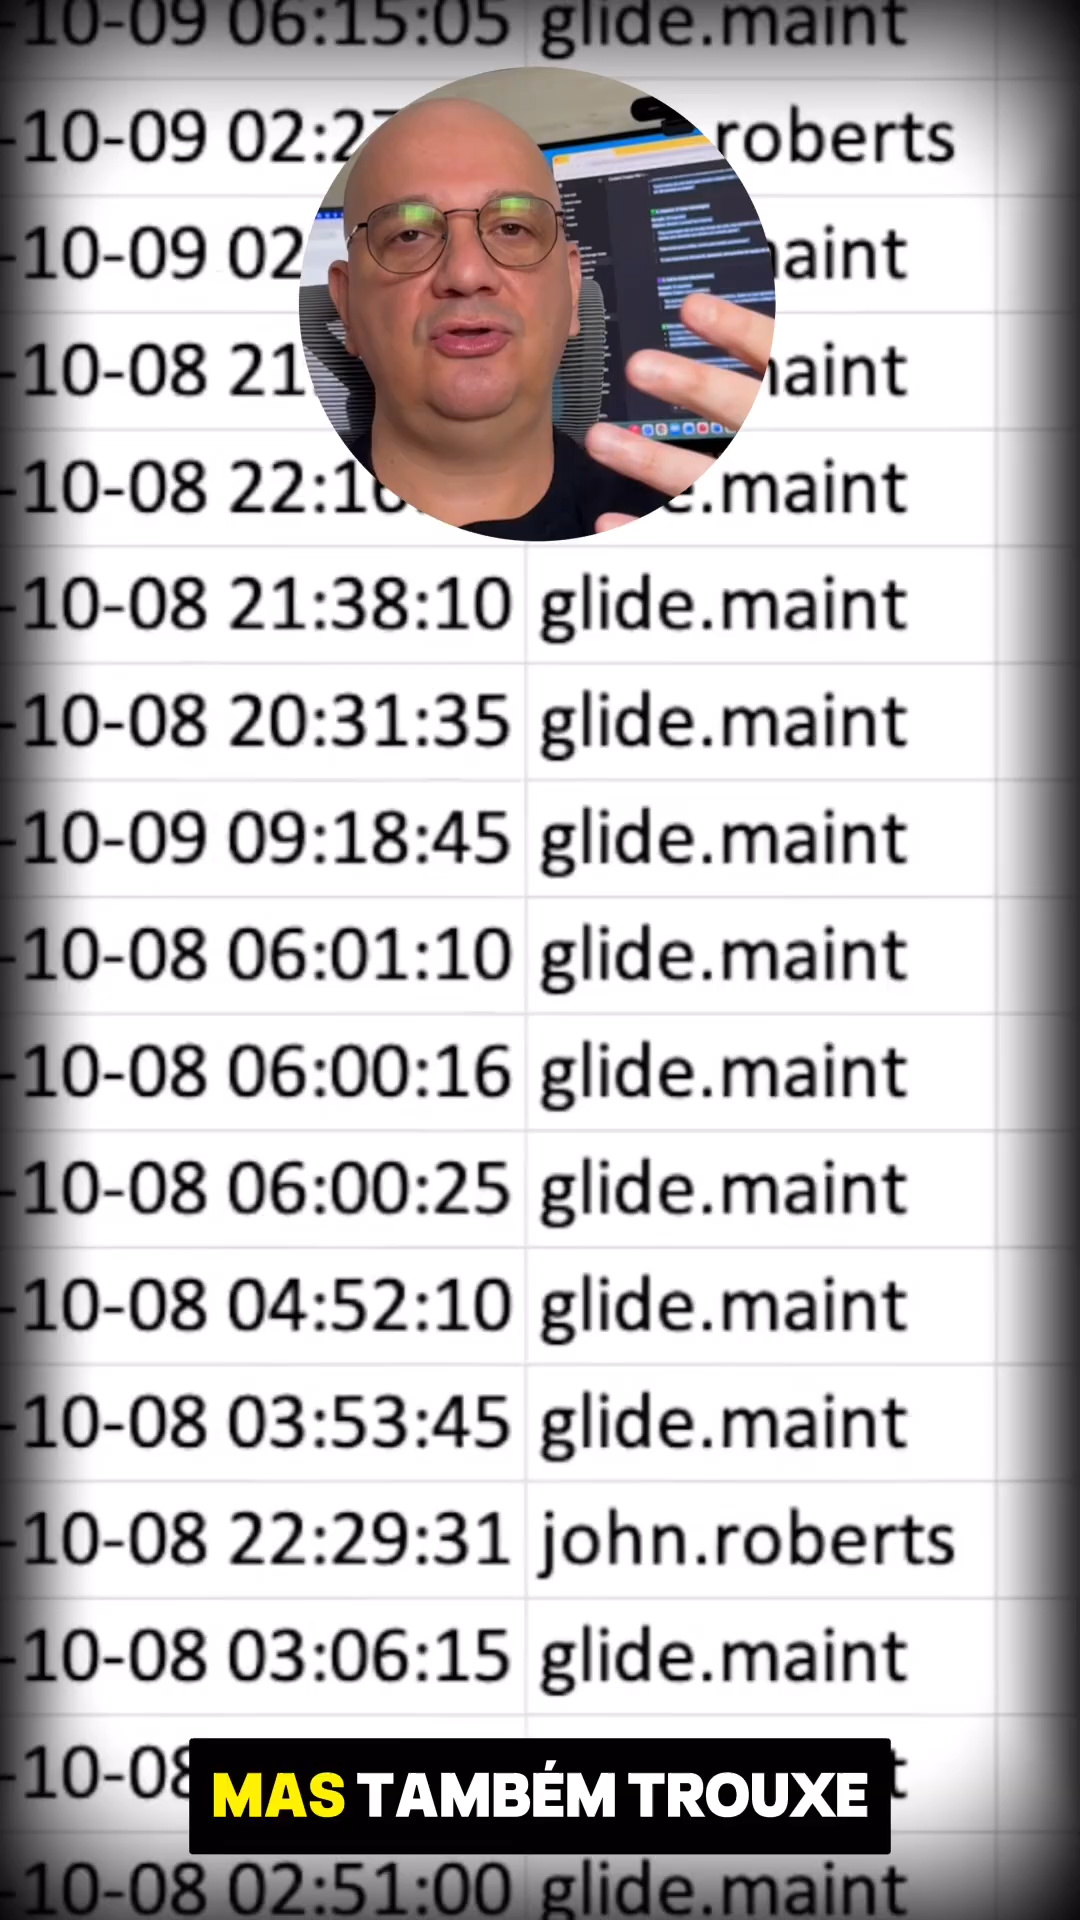 -10-09 06:15:05 glide.maint
-10-09 02:2 roberts
-10-09 02 maint
-10-08 21 maint
-10-08 22:16 e.maint
-10-08 21:38:10 glide.maint
-10-08 20:31:35 glide.maint
-10-09 09:18:45 glide.maint
-10-08 06:01:10 glide.maint
-10-08 06:00:16 glide.maint
-10-08 06:00:25 glide.maint
-10-08 04:52:10 glide.maint
-10-08 03:53:45 glide.maint
-10-08 22:29:31 john.roberts
-10-08 03:06:15 glide.maint
-10-08 t
MAS TAMBÉM TROUXE
-10-08 02:51:00 glide.maint